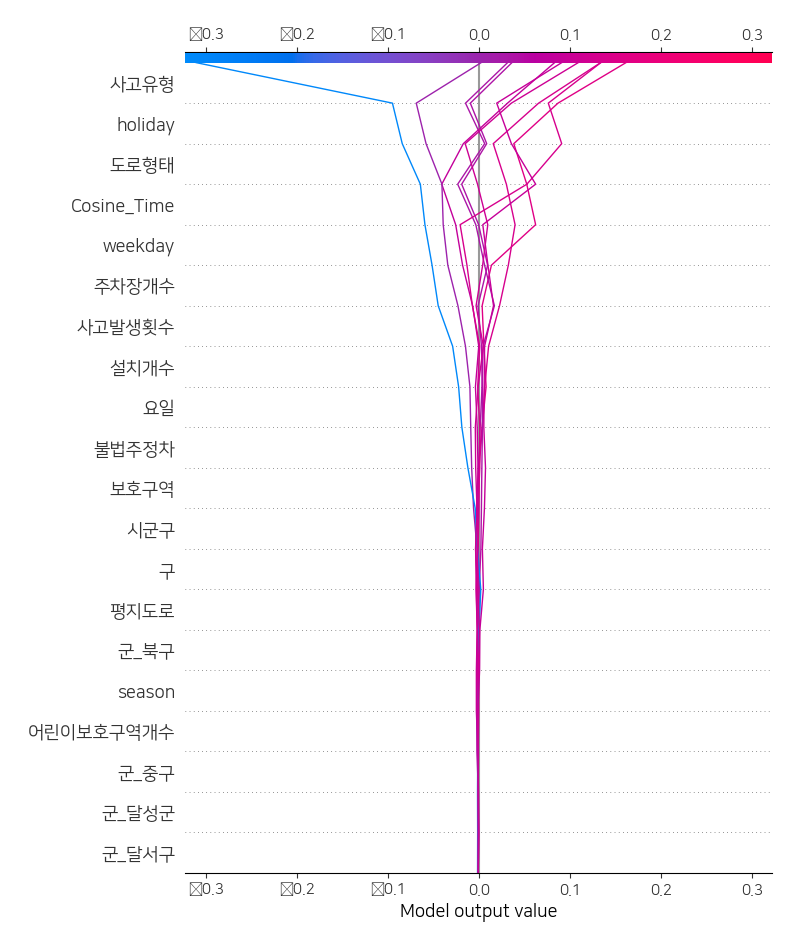 ☒0.3 ☒0.2 ☒0.1 0.0 0.1 0.2 0.3
사고유형
holiday
도로형태
Cosine_Time
weekday
주차장개수
사고발생횟수
설치개수
요일
불법주정차
보호구역
시군구
구
평지도로
군_북구
season
어린이보호구역개수
군_중구
군_달성군
군_달서구
☒0.3 ☒0.2 ☒0.1 0.0 0.1 0.2 0.3
Model output value